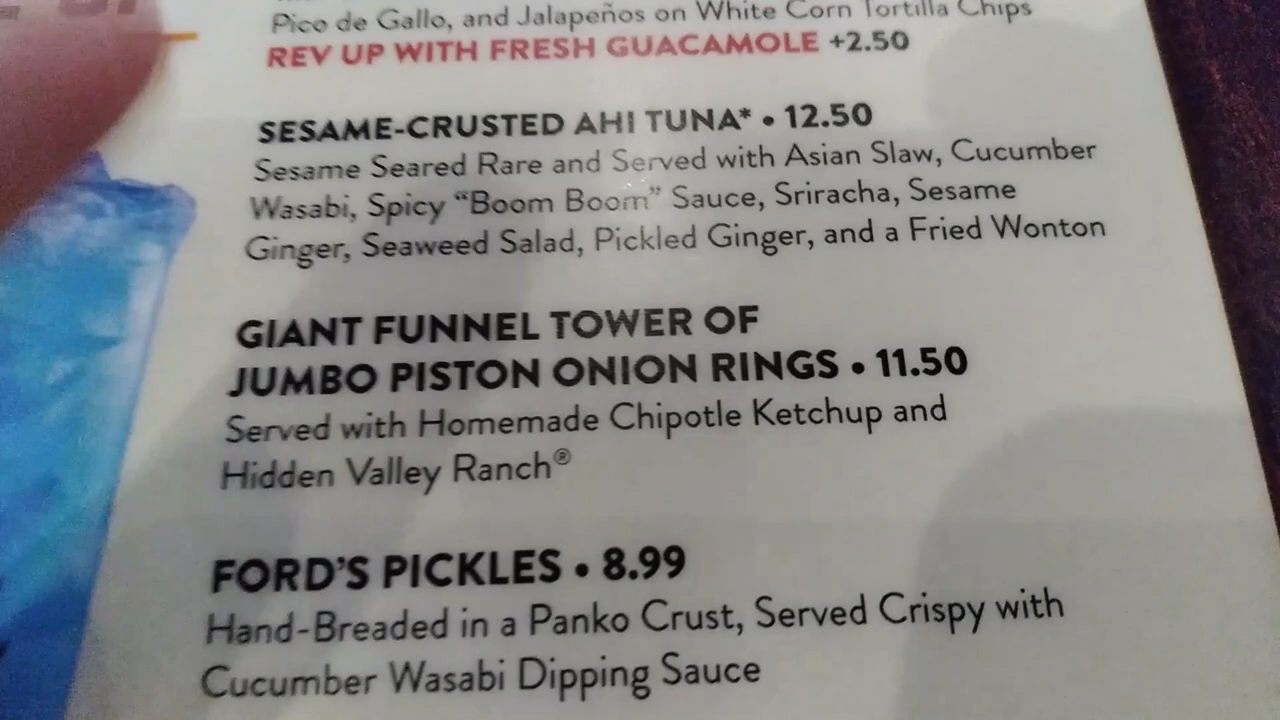 Pico de Gallo, and Jalapeños on White Corn Tortilla Chips
REV UP WITH FRESH GUACAMOLE +2.50
SESAME-CRUSTED AHI TUNA* • 12.50
Sesame Seared Rare and Served with Asian Slaw, Cucumber
Wasabi, Spicy “Boom Boom” Sauce, Sriracha, Sesame
Ginger, Seaweed Salad, Pickled Ginger, and a Fried Wonton
GIANT FUNNEL TOWER OF
JUMBO PISTON ONION RINGS • 11.50
Served with Homemade Chipotle Ketchup and
Hidden Valley Ranch®
FORD’S PICKLES • 8.99
Hand-Breaded in a Panko Crust, Served Crispy with
Cucumber Wasabi Dipping Sauce